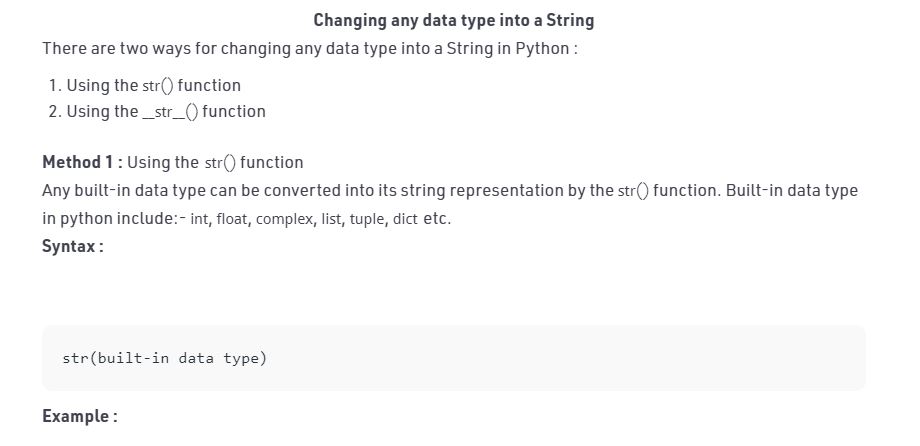 Changing any data type into a String
There are two ways for changing any data type into a String in Python :
1. Using the str() function
2. Using the __str__() function
Method 1 : Using the str() function
Any built-in data type can be converted into its string representation by the str() function. Built-in data type
in python include:- int, float, complex, list, tuple, dict etc.
Syntax :
str(built-in data type)
Example :